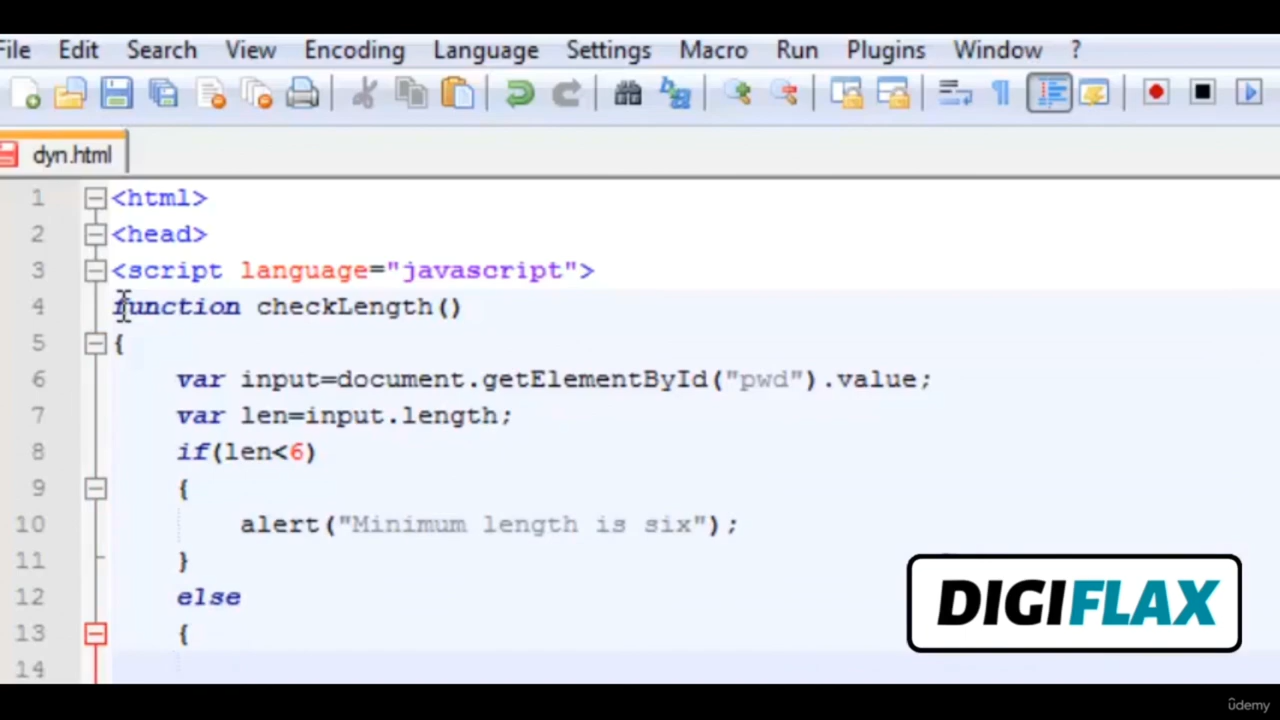 File Edit Search View Encoding Language Settings Macro Run Plugins Window ?
dyn.html
1 <html>
2 <head>
3 <script language="javascript">
4 function checkLength()
5 {
6 var input=document.getElementById("pwd").value;
7 var len=input.length;
8 if(len<6)
9 {
10 alert("Minimum length is six");
11 }
12 else
13 {
14
DIGIFLAX
ûdemy